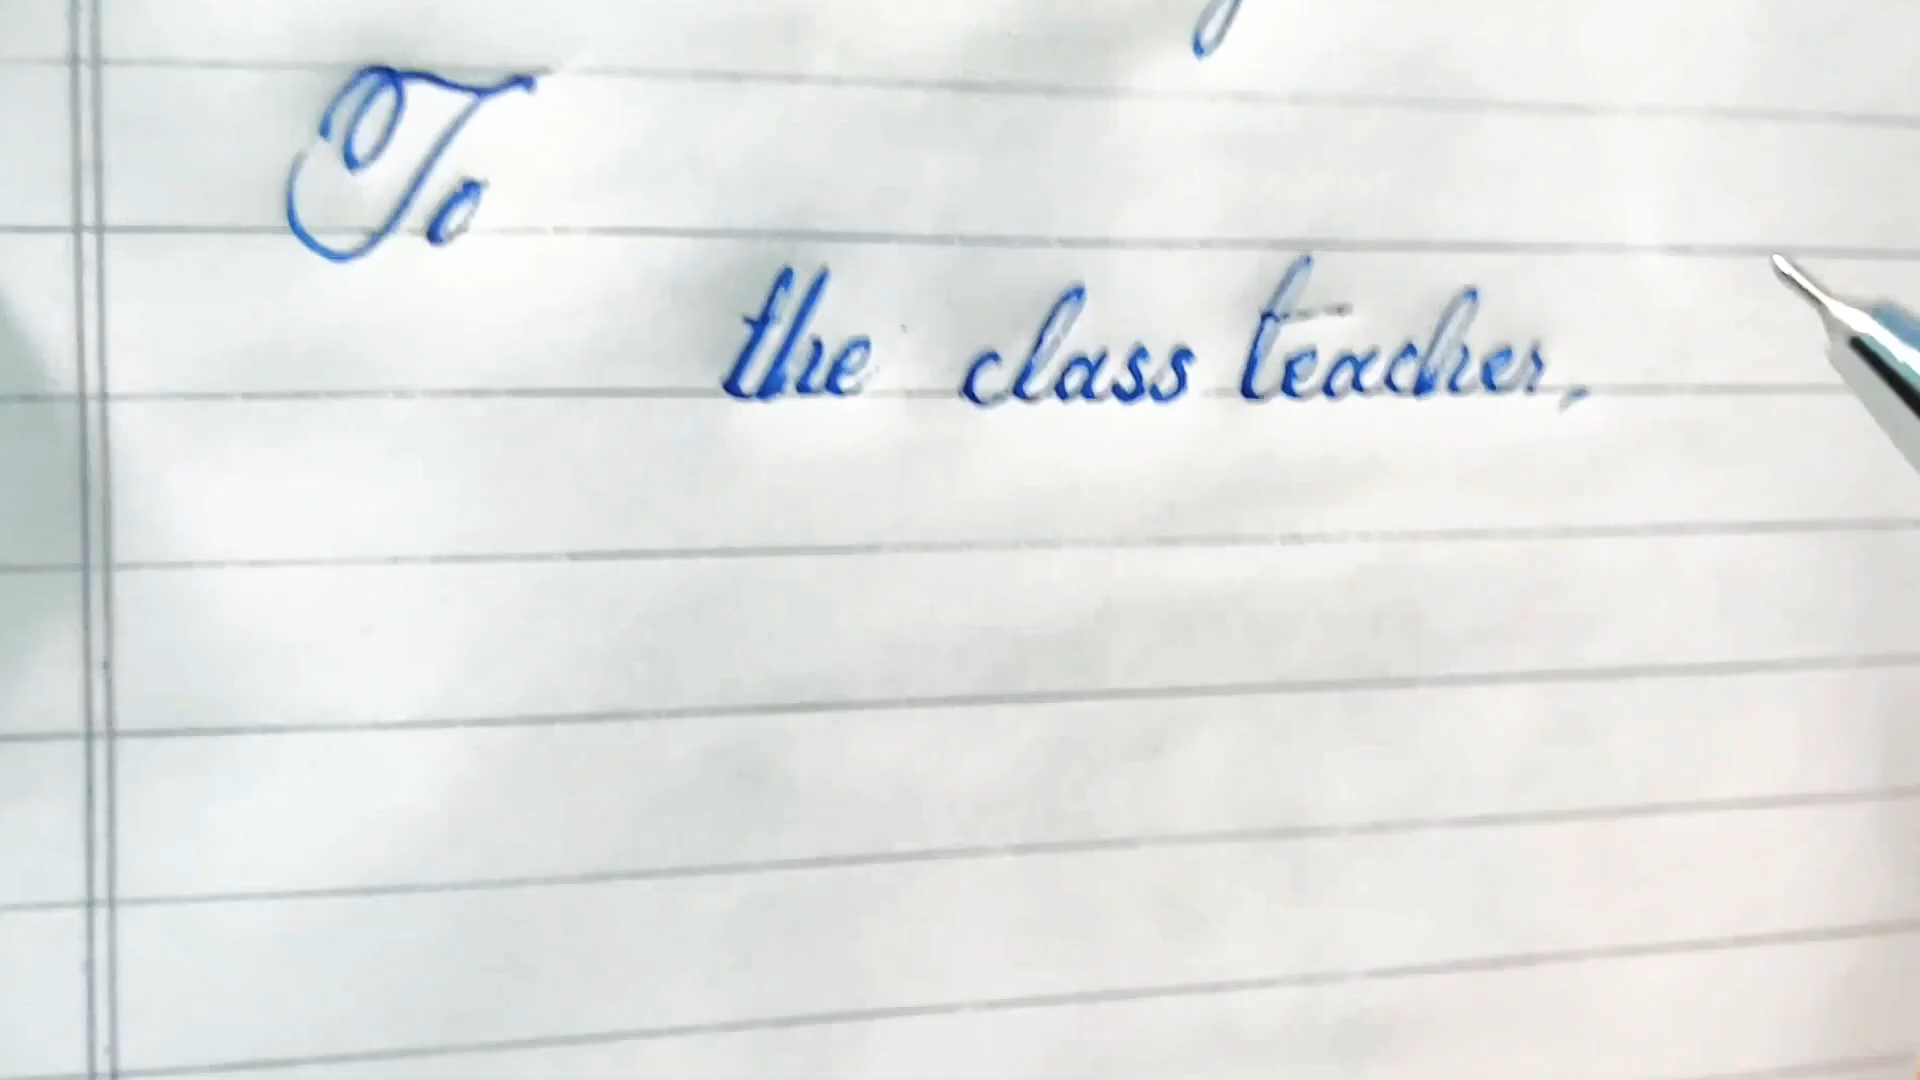 To
the class teacher,